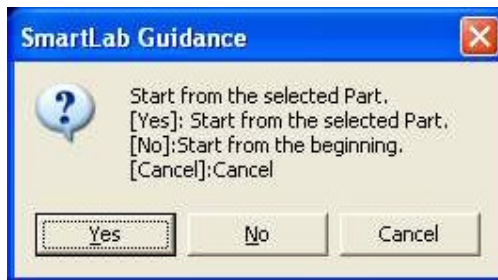 SmartLab Guidance
Start from the selected Part.
[Yes]: Start from the selected Part.
[No]:Start from the beginning.
[Cancel]:Cancel
Yes No Cancel